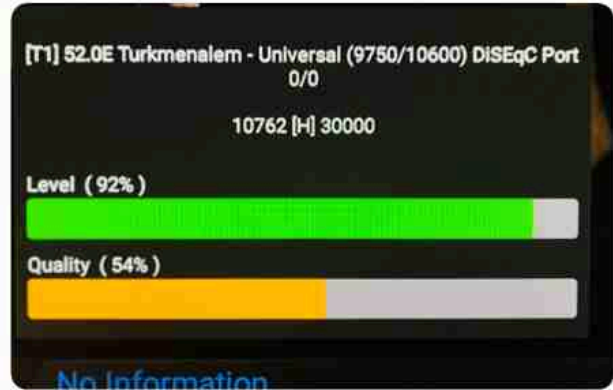 [T1] 52.0E Turkmenalem - Universal (9750/10600) DiSEqC Port
0/0
10762 [H] 30000
Level ( 92% )
Quality ( 54% )
No Information